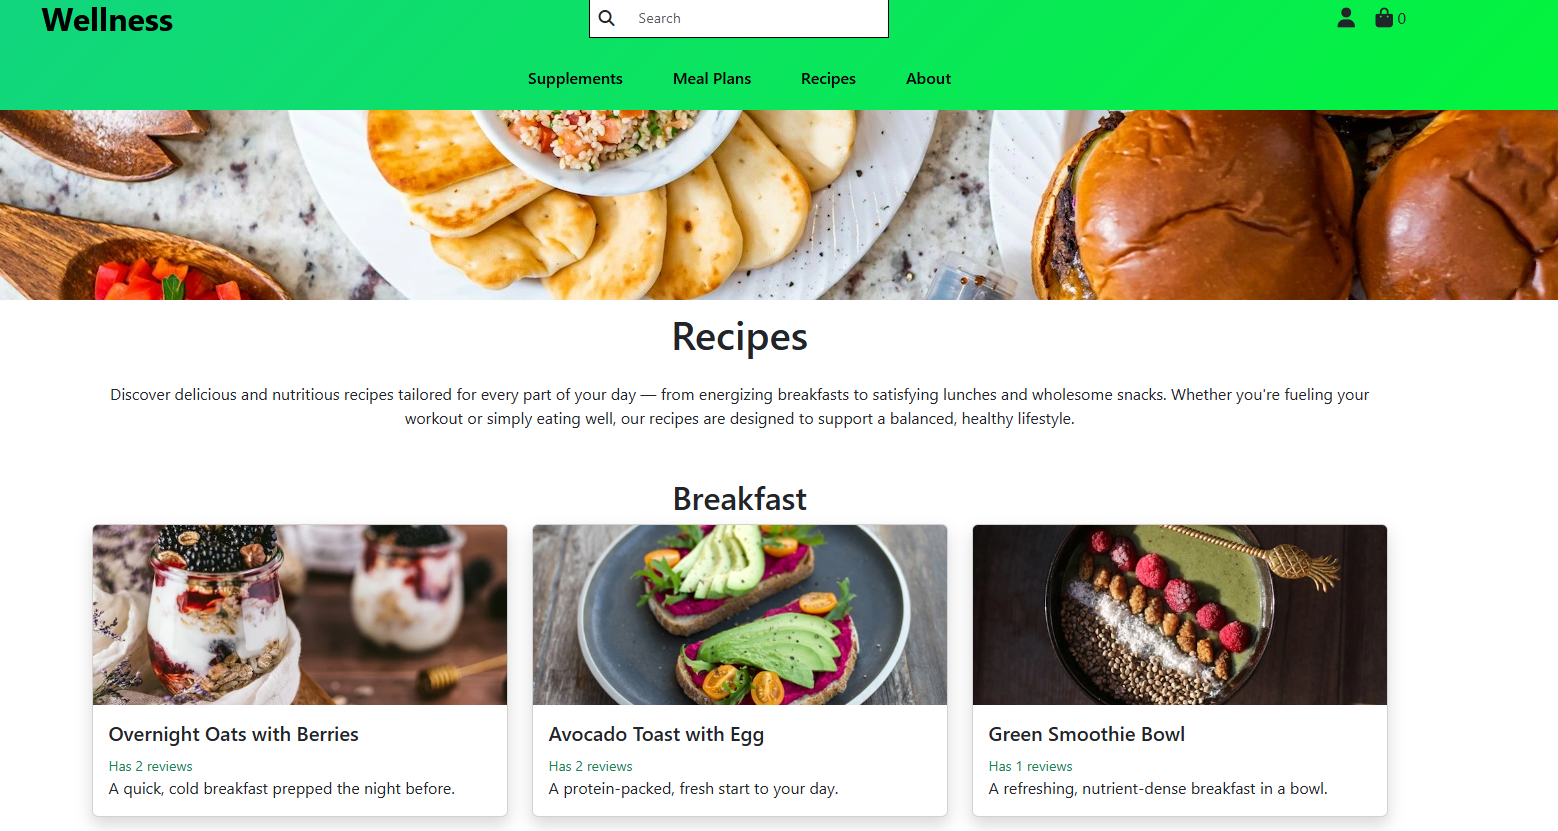 Wellness
Search
0
Supplements
Meal Plans
Recipes
About
Recipes
Discover delicious and nutritious recipes tailored for every part of your day — from energizing breakfasts to satisfying lunches and wholesome snacks. Whether you're fueling your
workout or simply eating well, our recipes are designed to support a balanced, healthy lifestyle.
Breakfast
Overnight Oats with Berries
Has 2 reviews
A quick, cold breakfast prepped the night before.
Avocado Toast with Egg
Has 2 reviews
A protein-packed, fresh start to your day.
Green Smoothie Bowl
Has 1 reviews
A refreshing, nutrient-dense breakfast in a bowl.